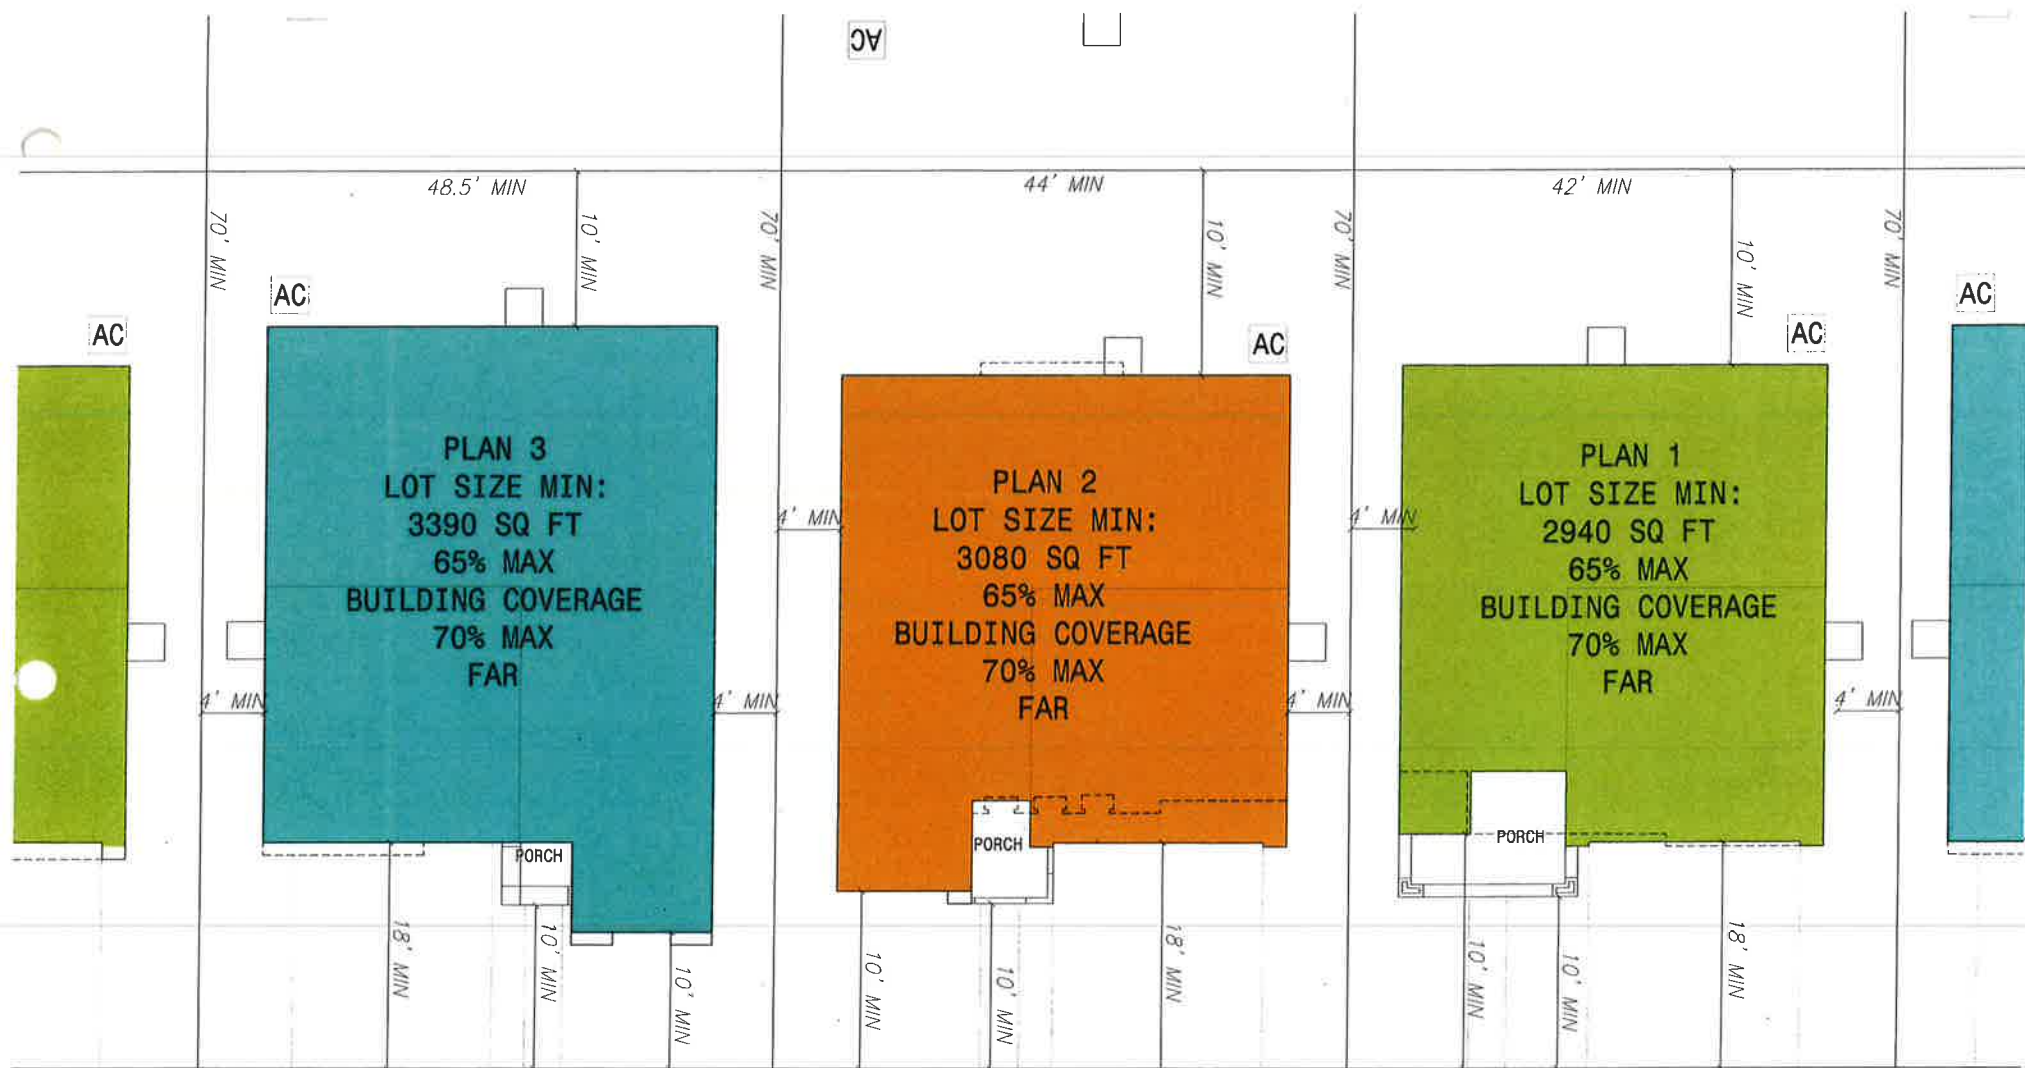 AC
48.5' MIN
44' MIN
42' MIN
70' MIN
10' MIN
70' MIN
10' MIN
70' MIN
10' MIN
70' MIN
AC
AC
AC
AC
AC
PLAN 3
LOT SIZE MIN:
3390 SQ FT
65% MAX
BUILDING COVERAGE
70% MAX
FAR
PLAN 2
LOT SIZE MIN:
3080 SQ FT
65% MAX
BUILDING COVERAGE
70% MAX
FAR
PLAN 1
LOT SIZE MIN:
2940 SQ FT
65% MAX
BUILDING COVERAGE
70% MAX
FAR
4' MIN
4' MIN
4' MIN
4' MIN
4' MIN
4' MIN
PORCH
PORCH
PORCH
18' MIN
10' MIN
10' MIN
10' MIN
10' MIN
18' MIN
10' MIN
10' MIN
18' MIN